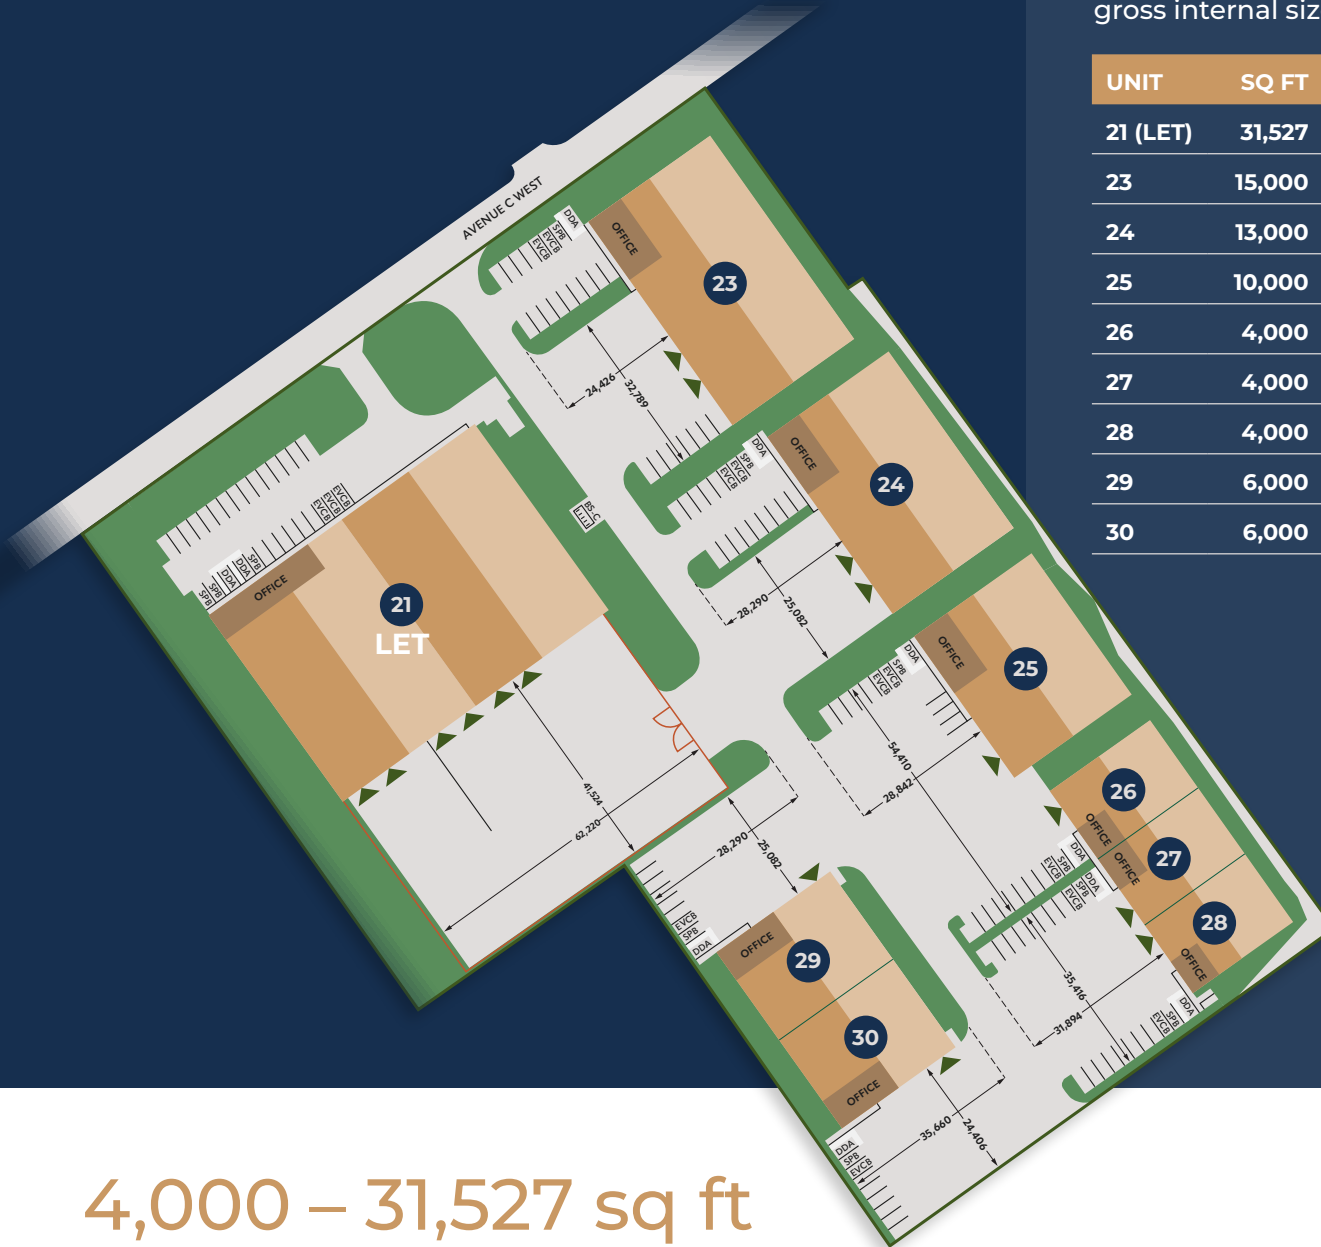 gross internal siz
UNIT SQ FT
21 (LET) 31,527
23 15,000
24 13,000
25 10,000
26 4,000
27 4,000
28 4,000
29 6,000
30 6,000
AVENUE C WEST
DDA
SPB
EVCB
EVCB
OFFICE
23
24,426
32,789
DDA
SPB
EVCB
EVCB
OFFICE
24
28,290
25,082
BS-C
EVCB
EVCB
EVCB
SPB
DDA
DDA
SPB
SPB
OFFICE
21
LET
41,524
62,220
DDA
SPB
EVCB
EVCB
OFFICE
25
54,410
28,842
26
OFFICE
DDA
SPB
EVCB
27
OFFICE
DDA
SPB
EVCB
28
OFFICE
DDA
SPB
EVCB
35,416
31,894
28,290
25,082
EVCB
SPB
DDA
OFFICE
29
30
OFFICE
DDA
SPB
EVCB
35,660
24,406
4,000 – 31,527 sq ft